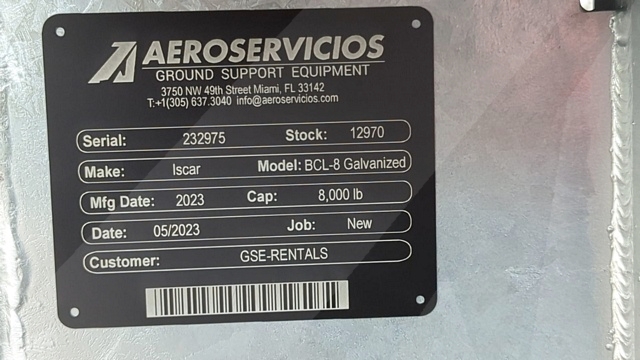 AEROSERVICIOS
GROUND SUPPORT EQUIPMENT
3750 NW 49th Street Miami, FL 33142
T:+1(305) 637.3040 info@aeroservicios.com
Serial: 232975 Stock: 12970
Make: Iscar Model: BCL-8 Galvanized
Mfg Date: 2023 Cap: 8,000 lb
Date: 05/2023 Job: New
Customer: GSE-RENTALS